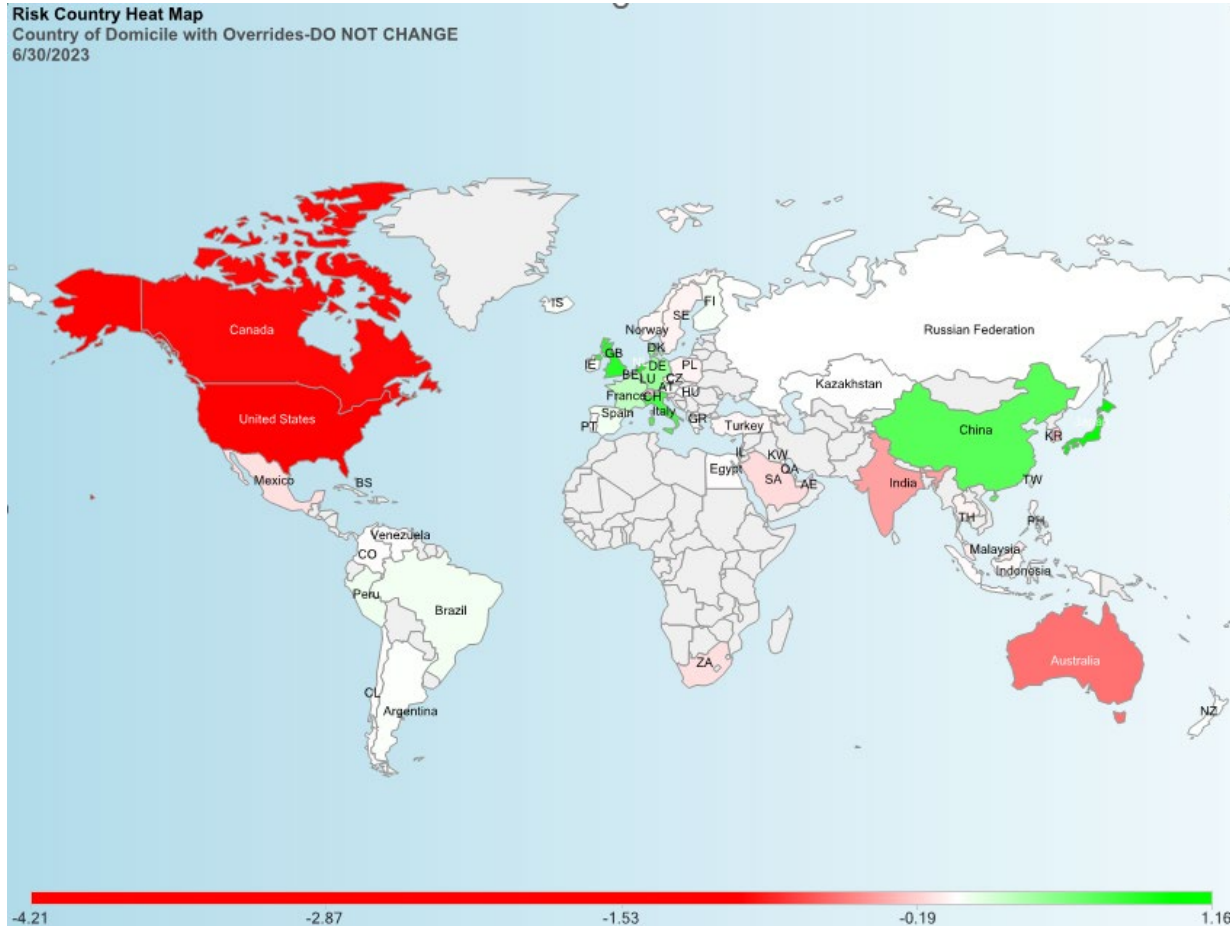 Risk Country Heat Map
Country of Domicile with Overrides-DO NOT CHANGE
6/30/2023
IS
FI
SE
Norway
Canada
Russian Federation
DK
GB
IE
PL
DE
BE
LU
CZ
AT
Kazakhstan
HU
France
CH
Spain
Italy
GR
United States
PT
Turkey
China
KR
IL
KW
Egypt
QA
SA
AE
India
TW
Mexico
BS
TH
PH
Venezuela
CO
Malaysia
Indonesia
Peru
Brazil
ZA
Australia
CL
Argentina
NZ
-4.21 -2.87 -1.53 -0.19 1.16